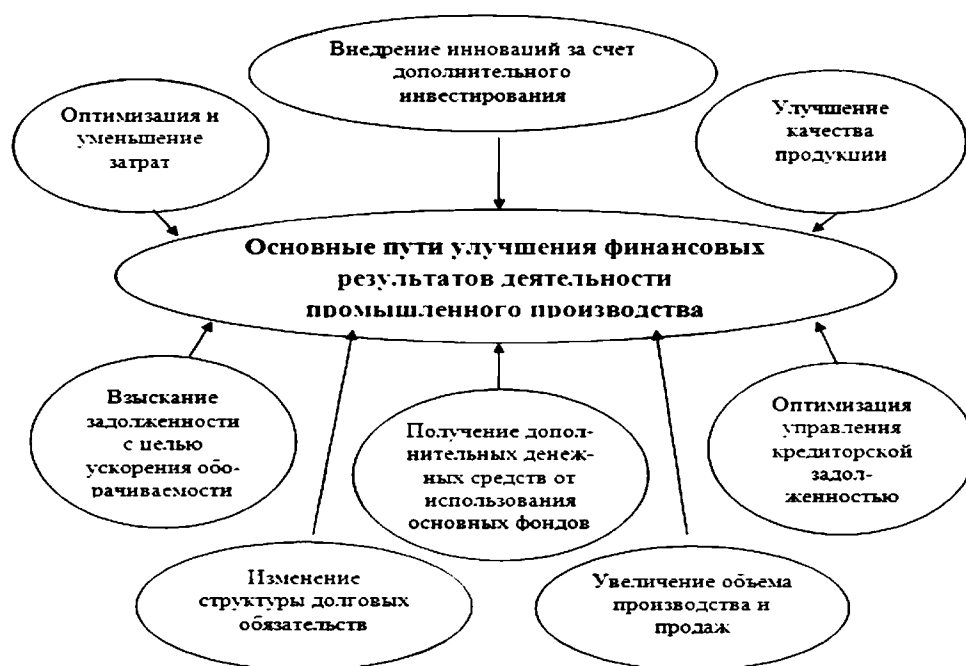 Внедрение инноваций за счет
дополнительного
инвестирования
Оптимизация и
уменьшение
затрат
Улучшение
качества
продукции
Основные пути улучшения финансовых
результатов деятельности
промышленного производства
Взыскание
задолженности
с целью
ускорения обо-
рачиваемости
Получение допол-
нительных денеж-
ных средств от
использования
основных фондов
Оптимизация
управления
кредиторской
задол-
женностью
Изменение
структуры долговых
обязательств
Увеличение объема
производства и
продаж